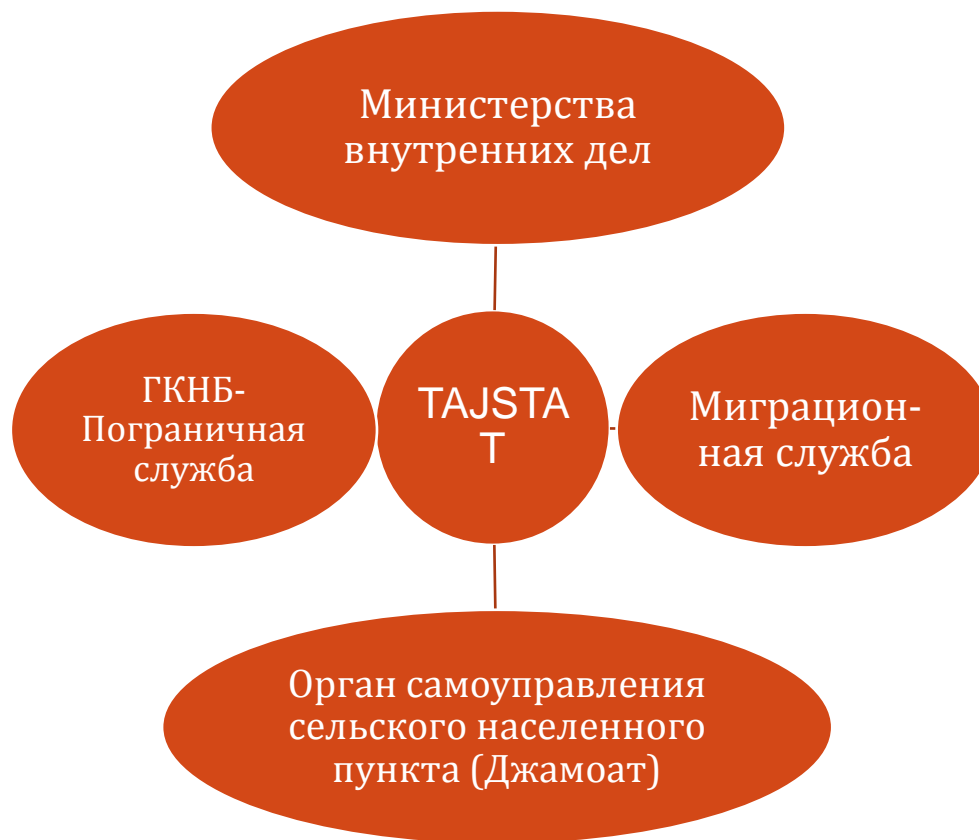 Министерства
внутренних дел
ГКНБ-
Пограничная
служба
TAJSTA
T
Миграцион-
ная служба
Орган самоуправления
сельского населенного
пункта (Джамоат)